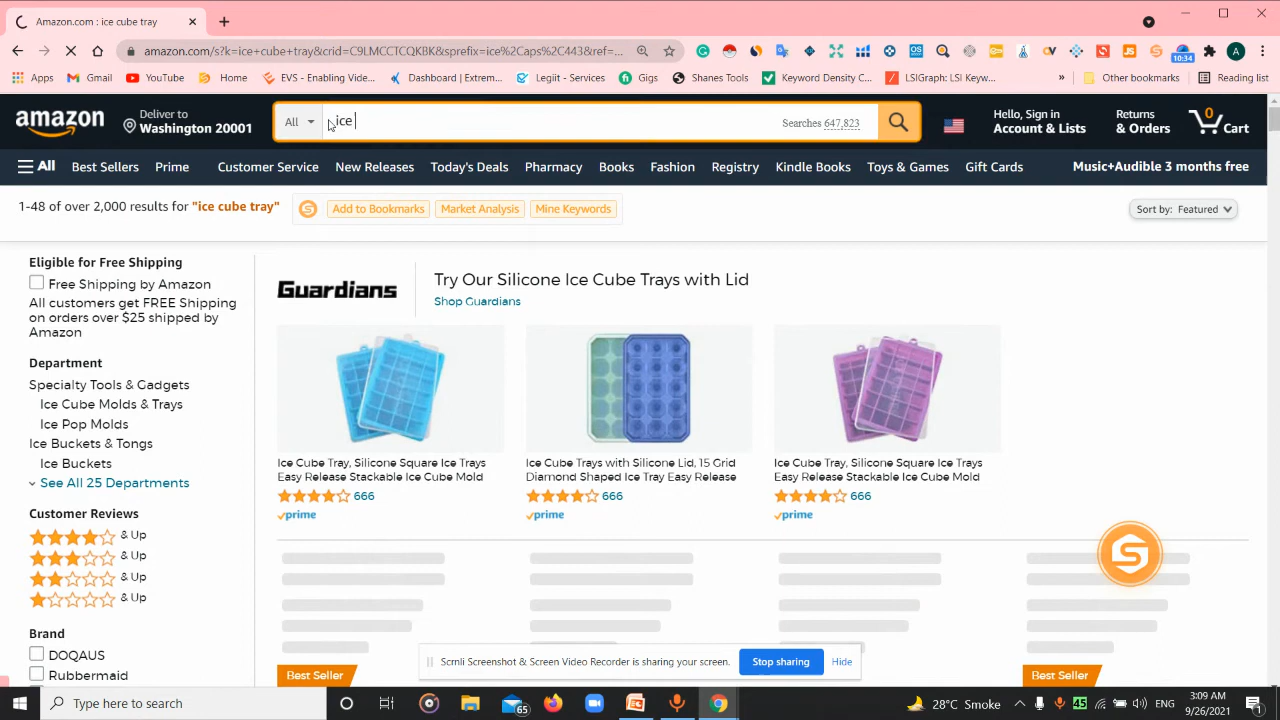 Amazon.com : ice cube tray
amazon.com/s?k=ice+cube+tray&crid=C9LMCCTCQKBK&sprefix=ice%2Caps%2C443&ref=...
10:34
A
Apps
Gmail
YouTube
Home
EVS - Enabling Vide...
Dashboard | Extrem...
Legiit - Services
Gigs
Share Tools
Keyword Density C...
LSIGraph: LSI Keyw...
»
Other bookmarks
Reading list
amazon
Deliver to
Washington 20001
All
ice
Searches 647,823
Hello, Sign in
Account & Lists
Returns
& Orders
0
Cart
All
Best Sellers
Prime
Customer Service
New Releases
Today's Deals
Pharmacy
Books
Fashion
Registry
Kindle Books
Toys & Games
Gift Cards
Music+Audible 3 months free
1-48 of over 2,000 results for "ice cube tray"
Add to Bookmarks
Market Analysis
Mine Keywords
Sort by: Featured
Eligible for Free Shipping
Free Shipping by Amazon
All customers get FREE Shipping
on orders over $25 shipped by
Amazon
Department
Specialty Tools & Gadgets
Ice Cube Molds & Trays
Ice Pop Molds
Ice Buckets & Tongs
Ice Buckets
See All 25 Departments
Customer Reviews
& Up
& Up
& Up
& Up
Brand
DOQAUS
Rubbermaid
Guardians
Try Our Silicone Ice Cube Trays with Lid
Shop Guardians
Ice Cube Tray, Silicone Square Ice Trays
Easy Release Stackable Ice Cube Mold
666
prime
Ice Cube Trays with Silicone Lid, 15 Grid
Diamond Shaped Ice Tray Easy Release
666
prime
Ice Cube Tray, Silicone Square Ice Trays
Easy Release Stackable Ice Cube Mold
666
prime
S
Best Seller
Best Seller
Scrnli Screenshot & Screen Video Recorder is sharing your screen.
Stop sharing
Hide
Type here to search
65
28°C Smoke
45
ENG
3:09 AM
9/26/2021
1